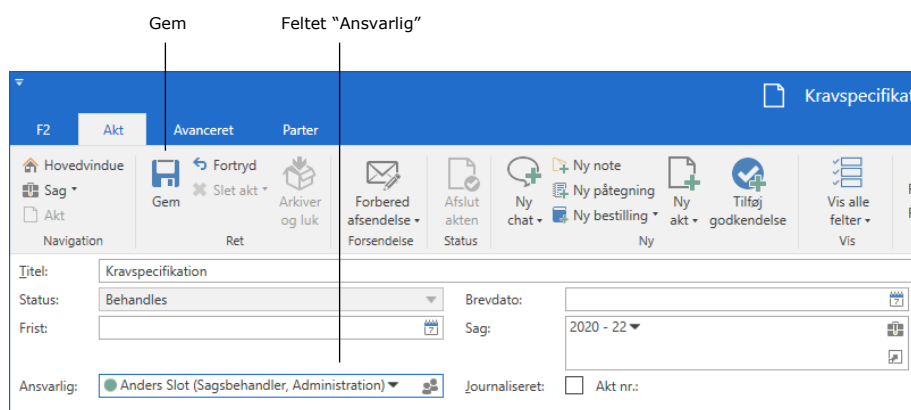 Gem Feltet “Ansvarlig”
Kravspecifikat
F2 Akt Avanceret Parter
Hovedvindue
Sag
Akt
Navigation
Gem
Fortryd
Slet akt
Arkiver
og luk
Ret
Forbered
afsendelse
Forsendelse
Afslut
akten
Status
Ny
chat
Ny note
Ny påtegning
Ny bestilling
Ny
akt
Tilføj
godkendelse
Ny
Vis alle
felter
Vis
Titel: Kravspecifikation
Status: Behandles Brevdato:
Frist: Sag: 2020 - 22
Ansvarlig: Anders Slot (Sagsbehandler, Administration) Journaliseret: Akt nr.: